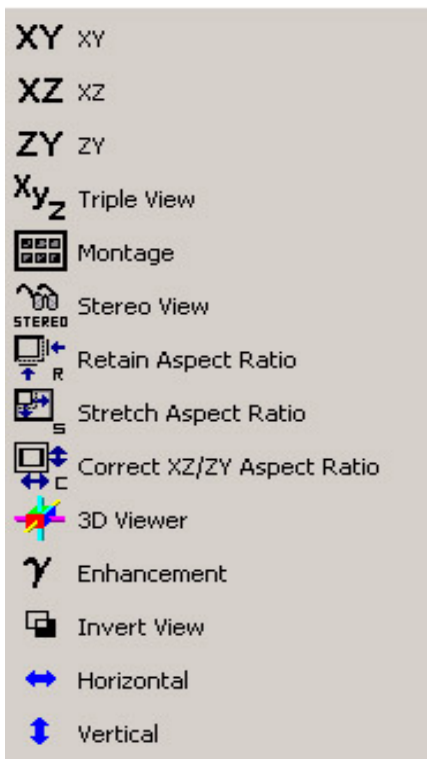 XY XY
XZ XZ
ZY ZY
XyZ Triple View
Montage
STEREO Stereo View
R Retain Aspect Ratio
S Stretch Aspect Ratio
C Correct XZ/ZY Aspect Ratio
3D Viewer
γ Enhancement
Invert View
Horizontal
Vertical